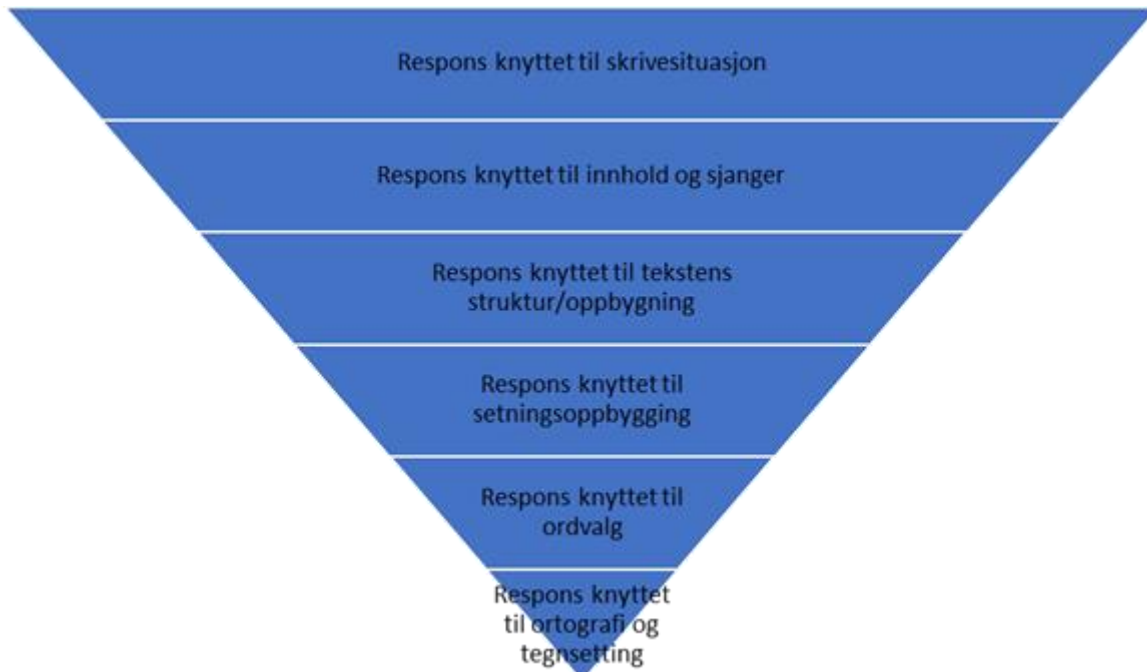 Respons knyttet til skrivesituasjon
Respons knyttet til innhold og sjanger
Respons knyttet til tekstens
struktur/oppbygning
Respons knyttet til
setningsoppbygging
Respons knyttet til
ordvalg
Respons knyttet
til ortografi og
tegnsetting